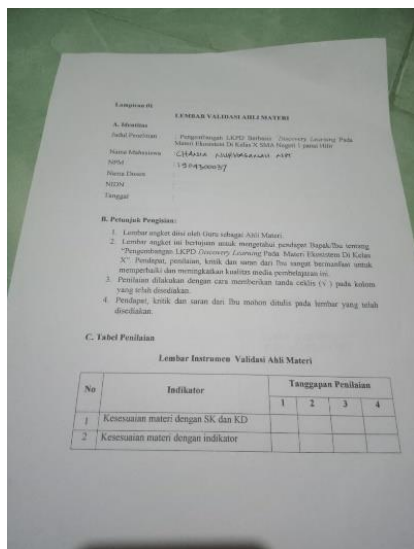 Lampiran 01
LEMBAR VALIDASI AHLI MATERI
A. Identitas
Judul Penelitian : Pengembangan LKPD Berbasis Discovery Learning Pada
Materi Ekosistem Di Kelas X SMA Negeri 1
Nama Mahasiswa :
NPM :
Nama Dosen :
NIDN :
Tanggal :
B. Petunjuk Pengisian:
1. Lembar angket diisi oleh Guru sebagai Ahli Materi.
2. Lembar angket ini bertujuan untuk mengetahui pendapat Bapak/Ibu tentang
"Pengembangan LKPD Discovery Learning Pada Materi Ekosistem Di Kelas
X" Pendapat, penilaian, kritik dan saran dari Ibu sangat bermanfaat untuk
memperbaiki dan meningkatkan kualitas media pembelajaran ini.
3. Penilaian dilakukan dengan cara memberikan tanda ceklis (√) pada kolom
yang telah disediakan.
4. Pendapat, kritik dan saran dari Ibu mohon ditulis pada lembar yang telah
disediakan.
C. Tabel Penilaian
Lembar Instrumen Validasi Ahli Materi
No Indikator Tanggapan Penilaian
1 2 3 4
1 Kesesuaian materi dengan SK dan KD
2 Kesesuaian materi dengan indikator